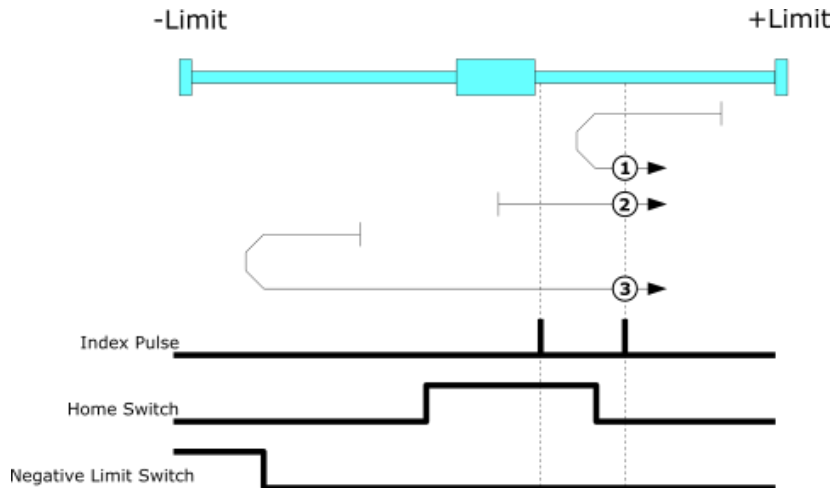 -Limit
+Limit
1
2
3
Index Pulse
Home Switch
Negative Limit Switch